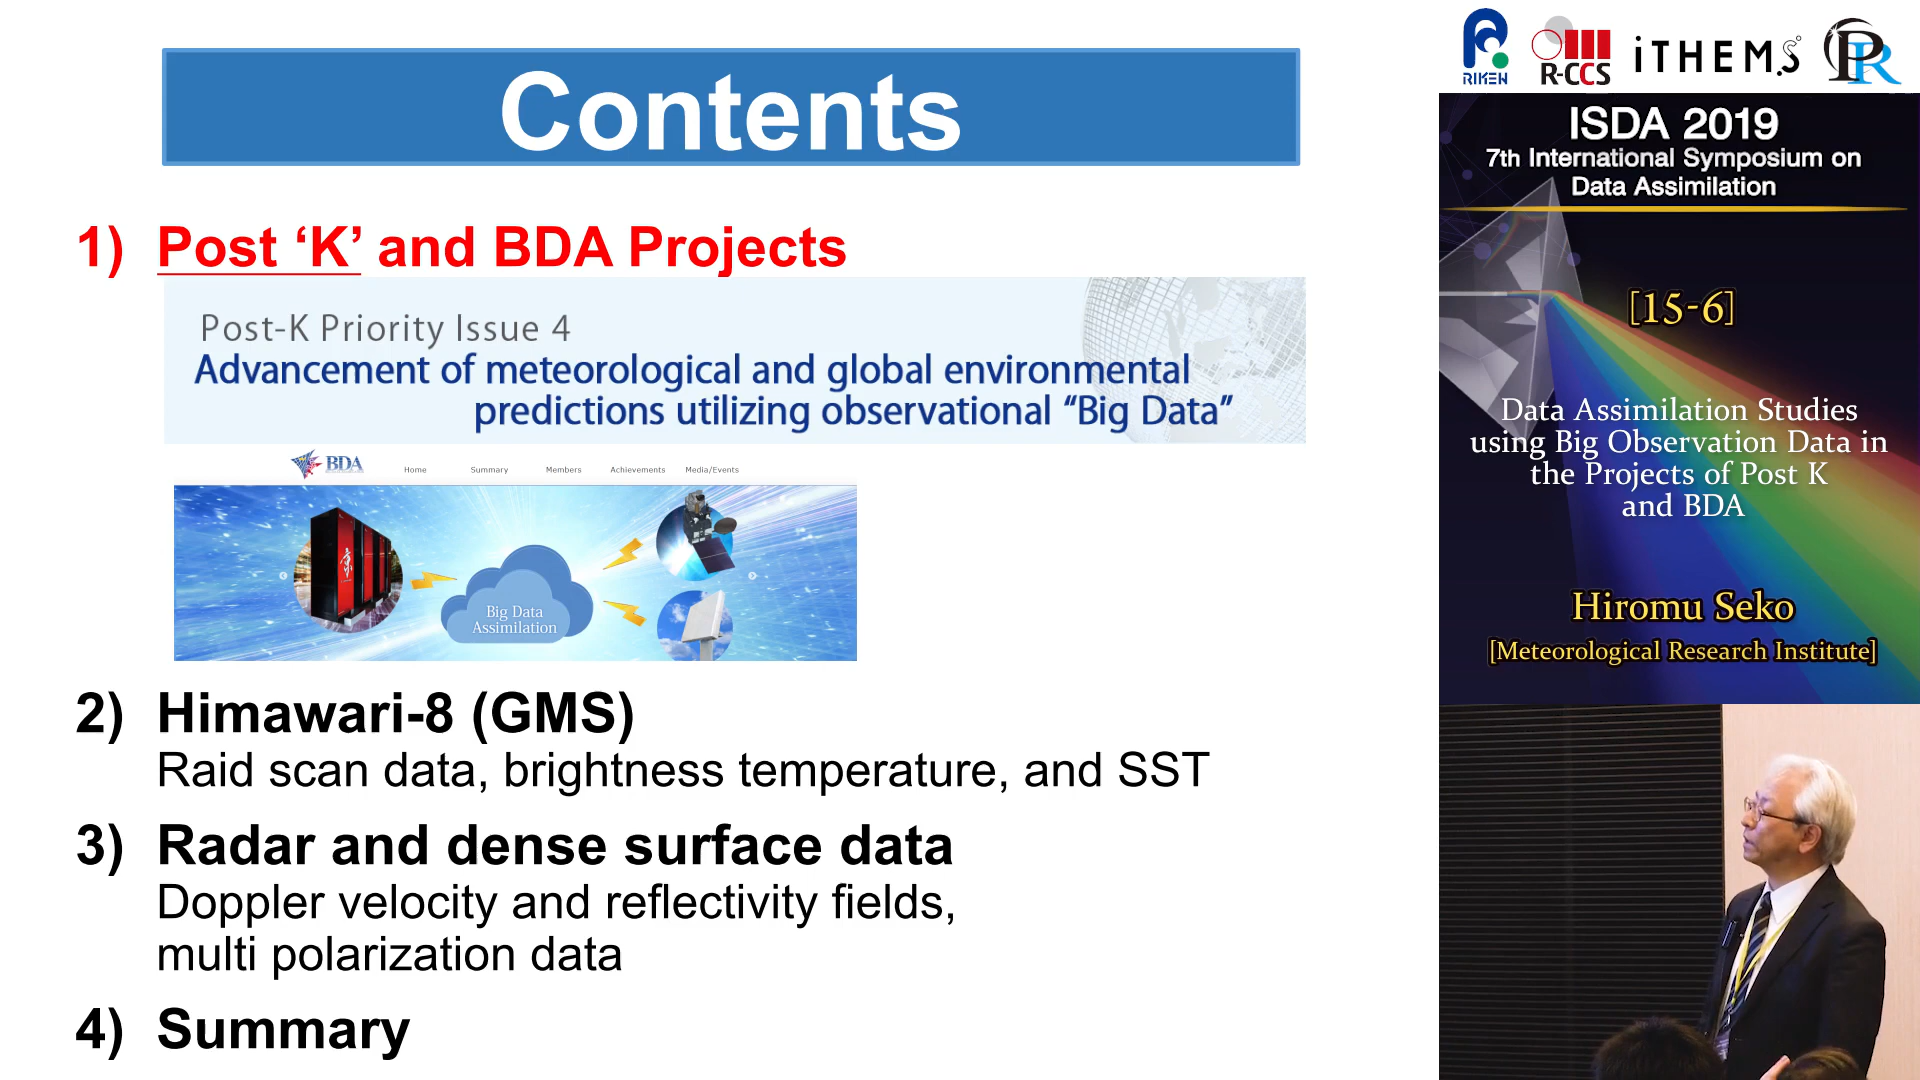 Contents
1) Post ‘K’ and BDA Projects
Post-K Priority Issue 4
Advancement of meteorological and global environmental
predictions utilizing observational “Big Data”
BDA Home Summary Members Achievements Media/Events
京
Big Data
Assimilation
2) Himawari-8 (GMS)
Raid scan data, brightness temperature, and SST
3) Radar and dense surface data
Doppler velocity and reflectivity fields,
multi polarization data
4) Summary
RIKEN R-CCS iTHEMS PR
ISDA 2019
7th International Symposium on
Data Assimilation
[15-6]
Data Assimilation Studies
using Big Observation Data in
the Projects of Post K
and BDA
Hiromu Seko
[Meteorological Research Institute]